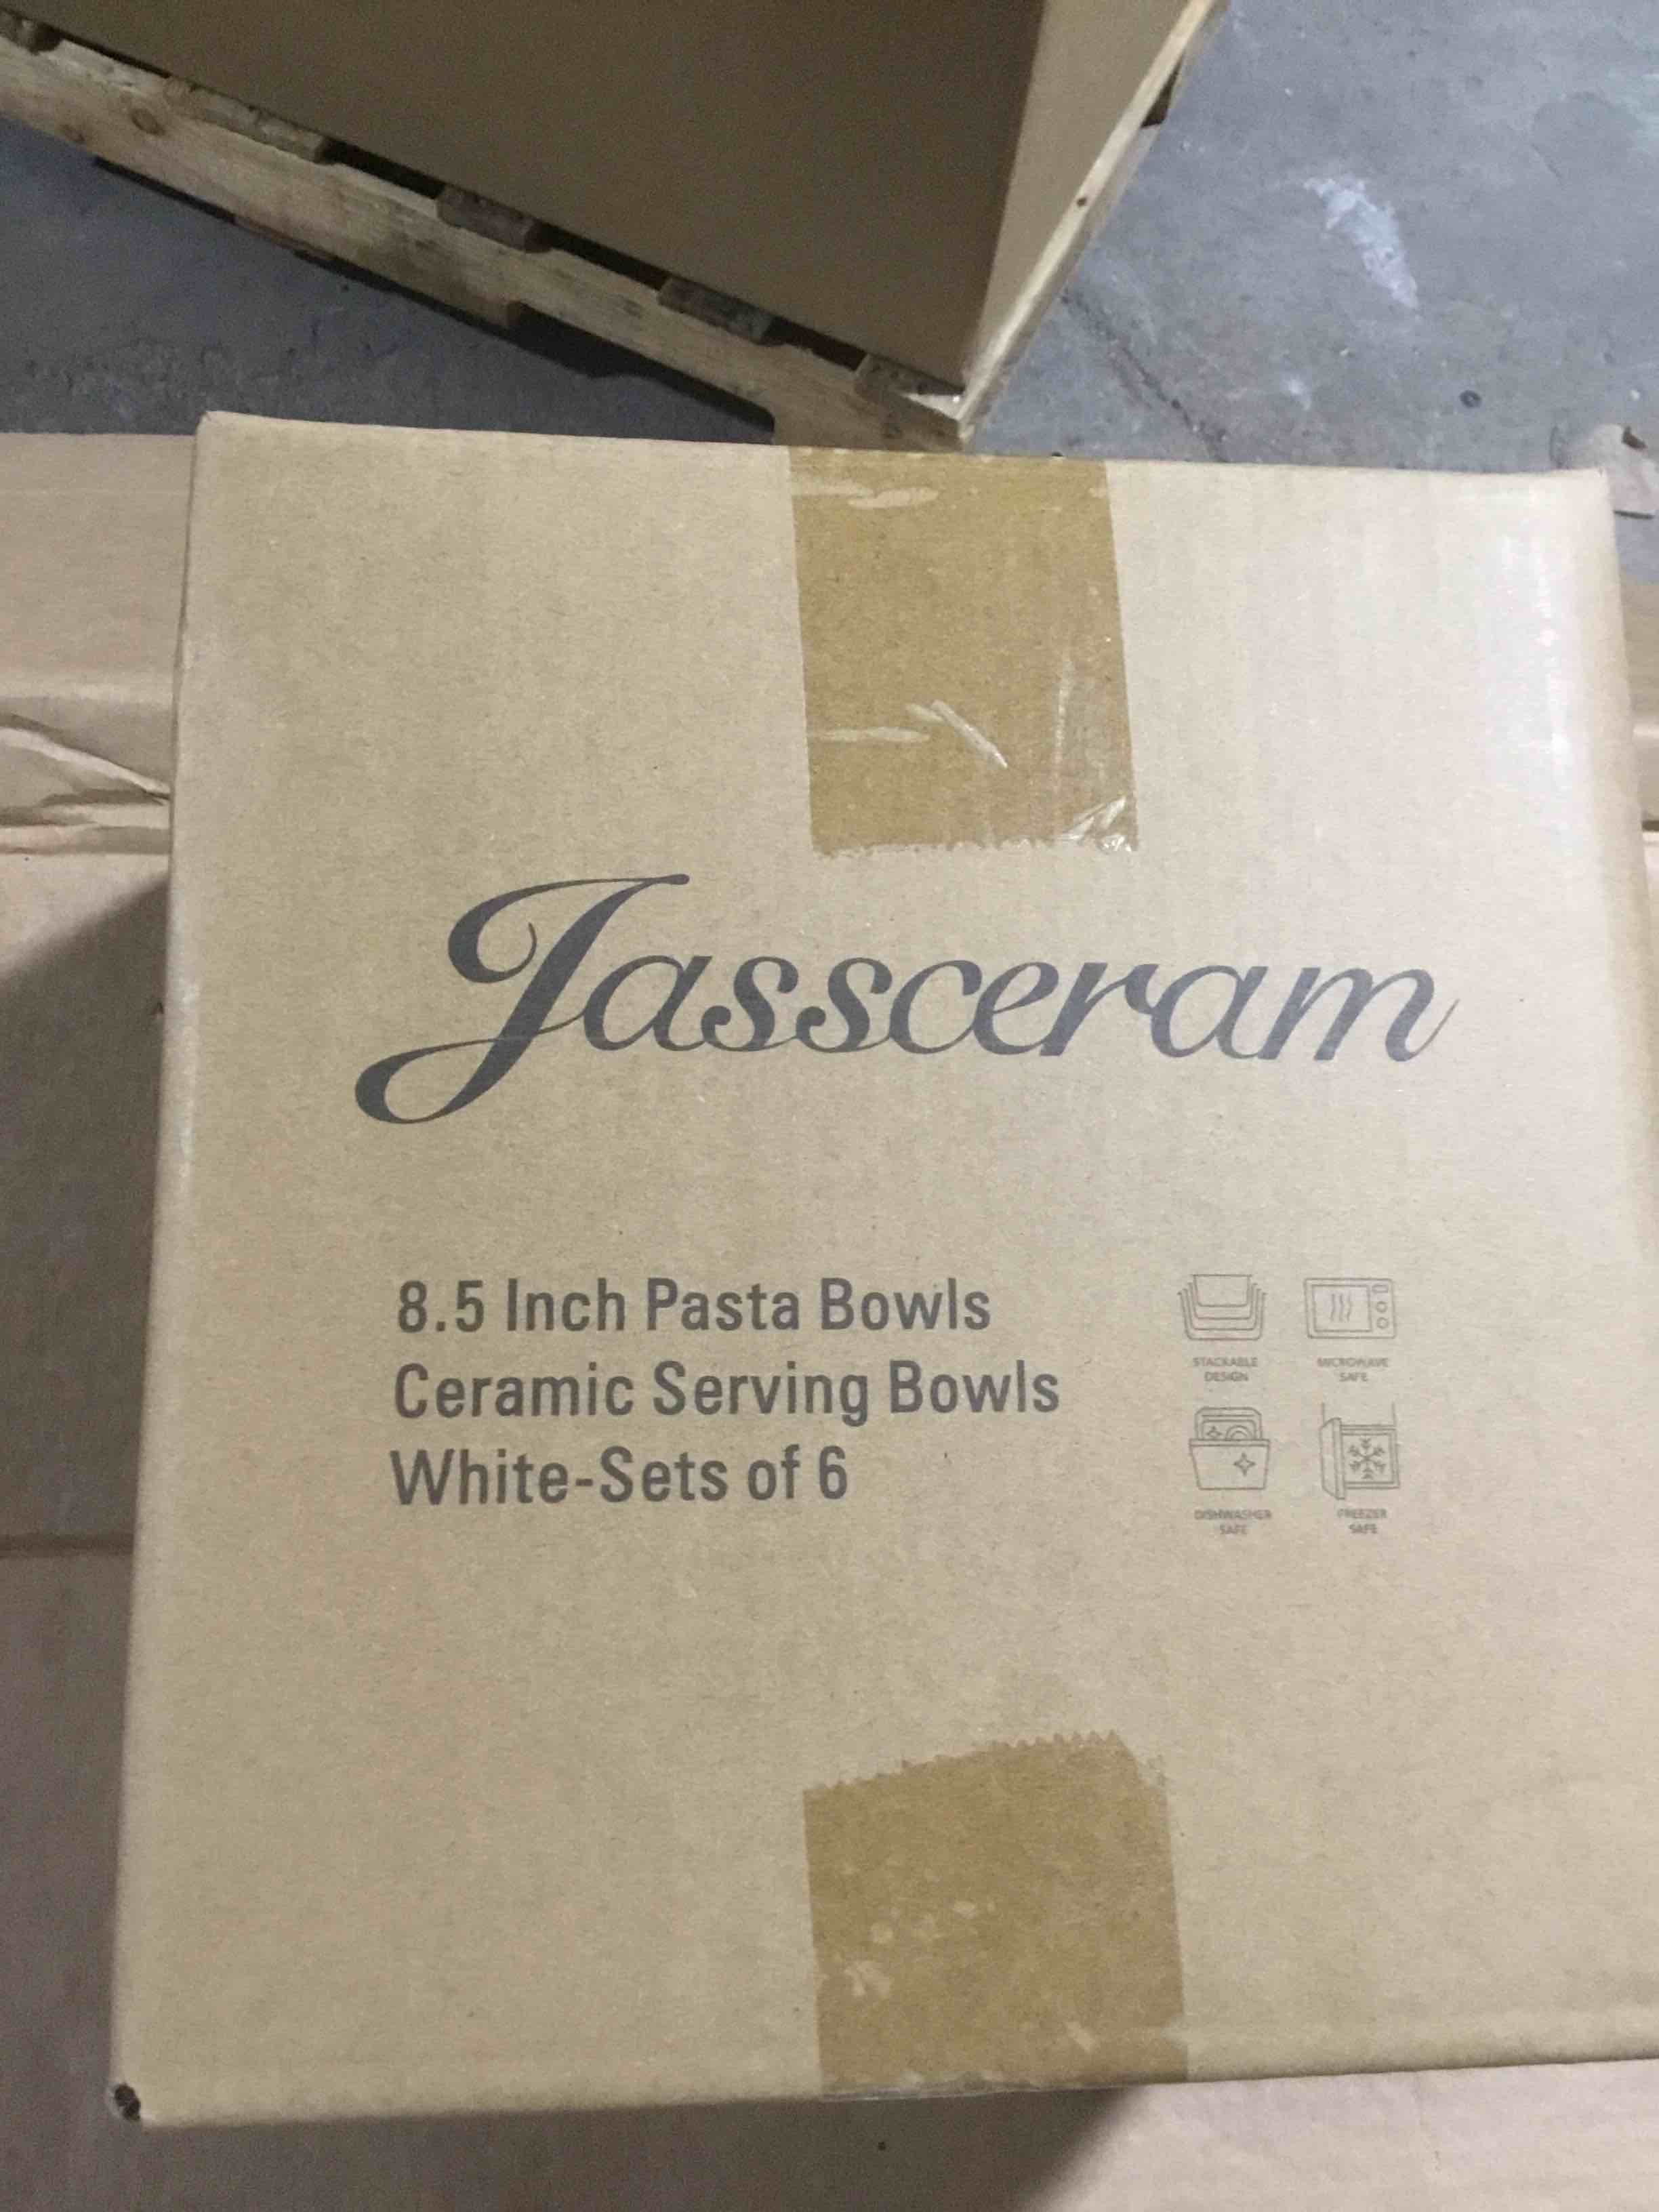 Jassceram
8.5 Inch Pasta Bowls
Ceramic Serving Bowls
White-Sets of 6
STACKABLE
DESIGN
MICROWAVE
SAFE
DISHWASHER
SAFE
FREEZER
SAFE